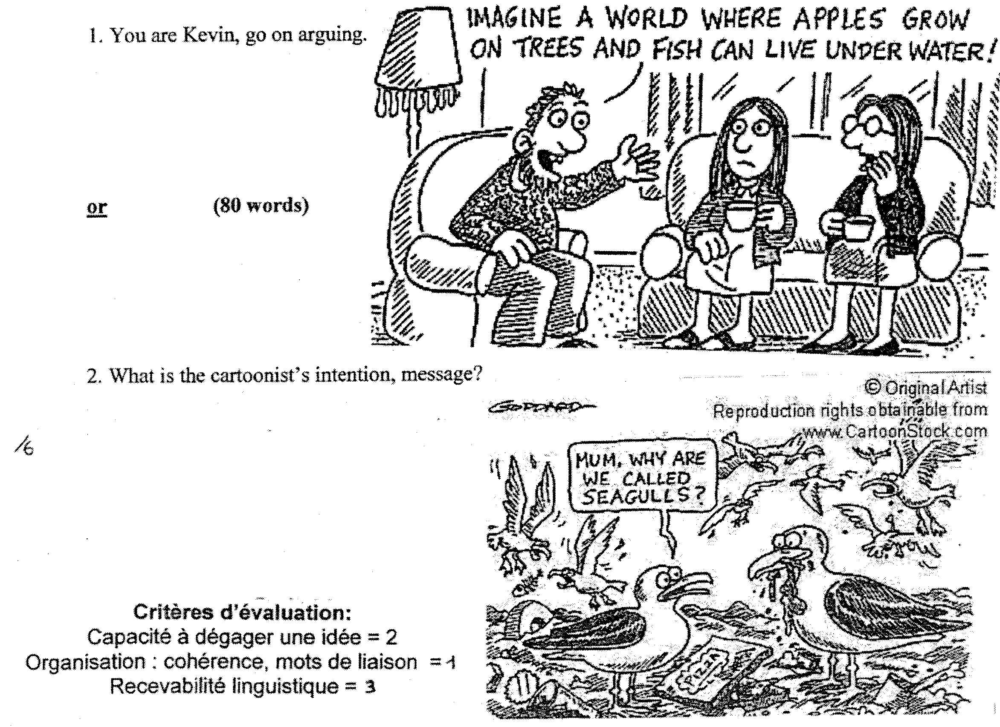 1. You are Kevin, go on arguing.
IMAGINE A WORLD WHERE APPLES GROW
ON TREES AND FISH CAN LIVE UNDER WATER!
or (80 words)
2. What is the cartoonist's intention, message?
© Original Artist
Reproduction rights obtainable from
www.CartoonStock.com
GODDARD
/6
MUM, WHY ARE
WE CALLED
SEAGULLS?
PIZZA
Critères d'évaluation:
Capacité à dégager une idée = 2
Organisation : cohérence, mots de liaison = 1
Recevabilité linguistique = 3